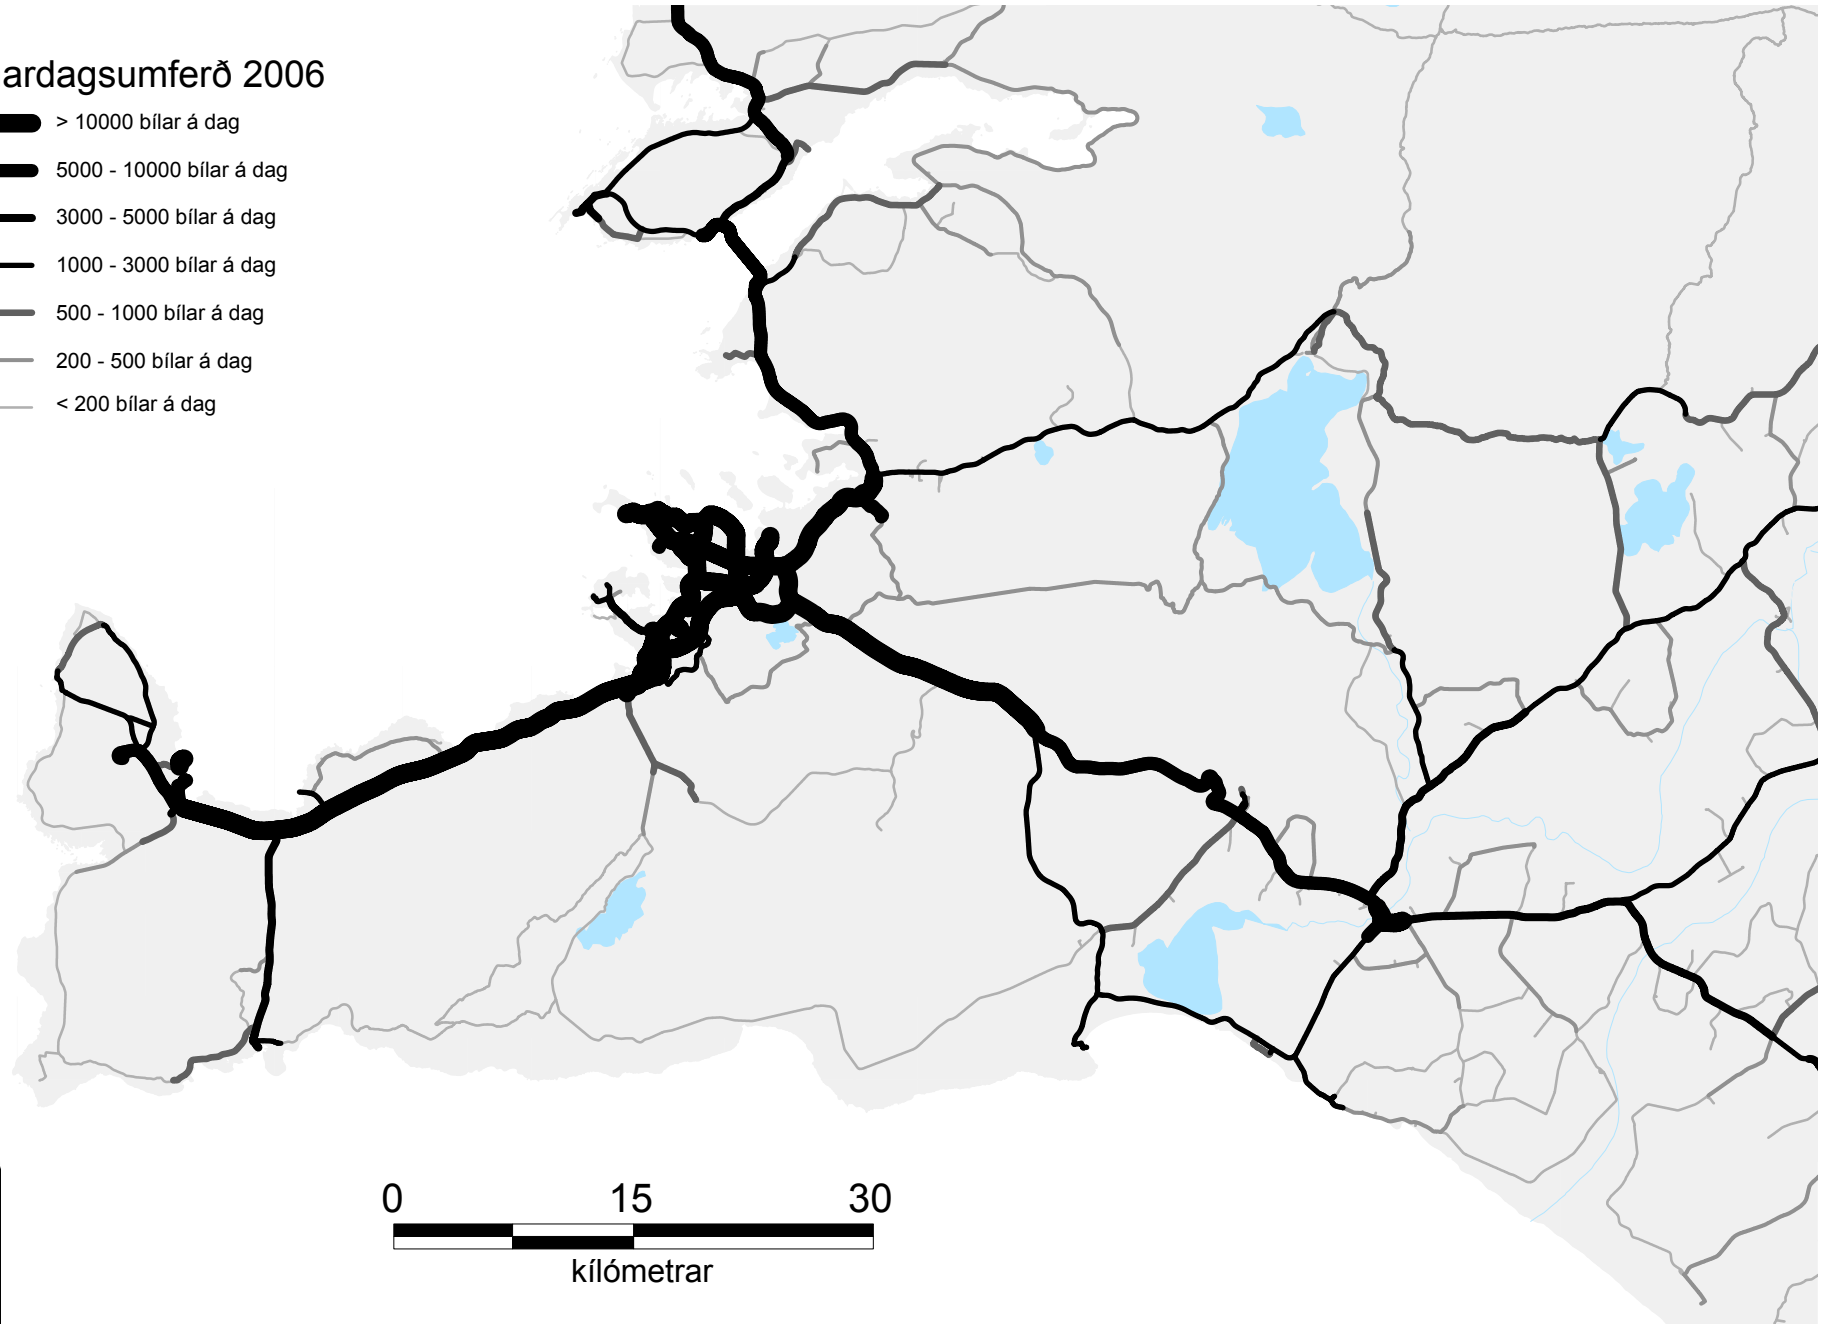 ardagsumferð 2006
> 10000 bílar á dag
5000 - 10000 bílar á dag
3000 - 5000 bílar á dag
1000 - 3000 bílar á dag
500 - 1000 bílar á dag
200 - 500 bílar á dag
< 200 bílar á dag
0 15 30
kílómetrar